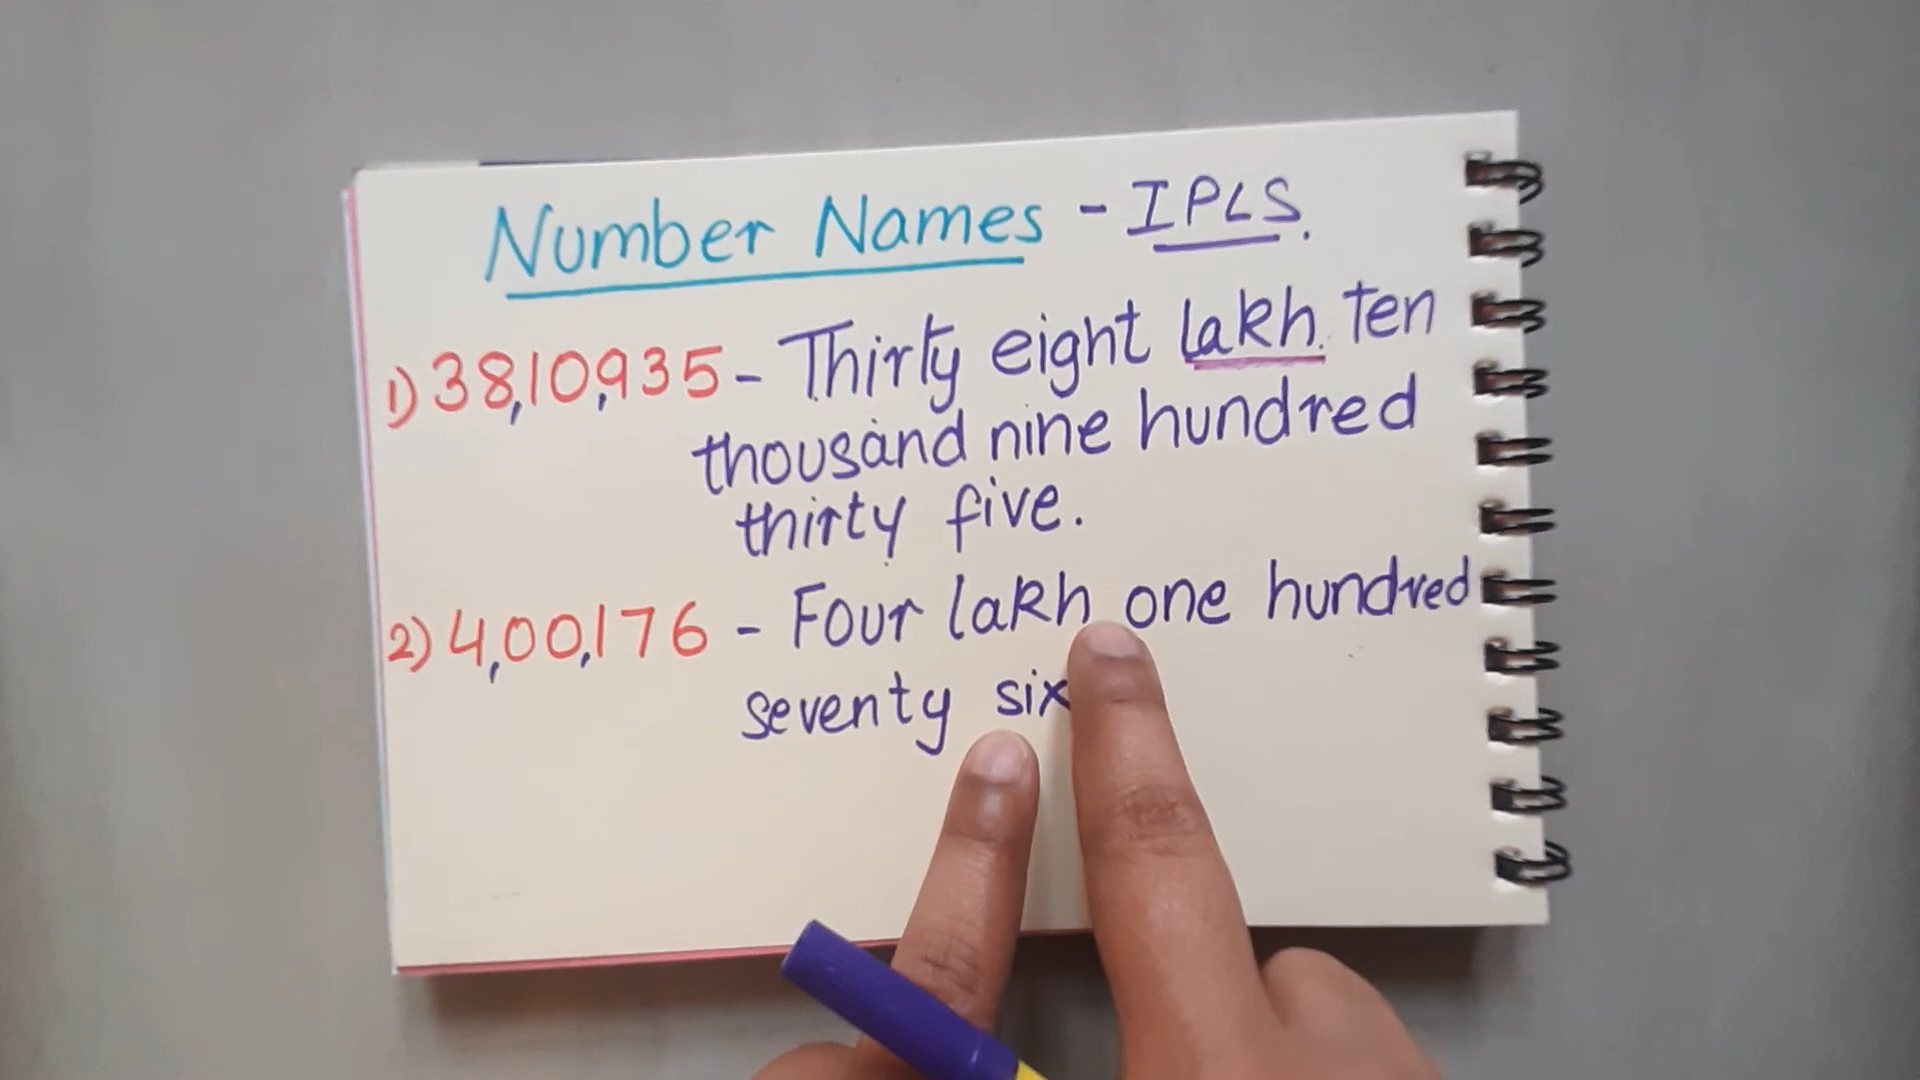 Number Names - IPLS.
1) 38,10,935 - Thirty eight lakh ten
thousand nine hundred
thirty five.
2) 4,00,176 - Four lakh one hundred
seventy six